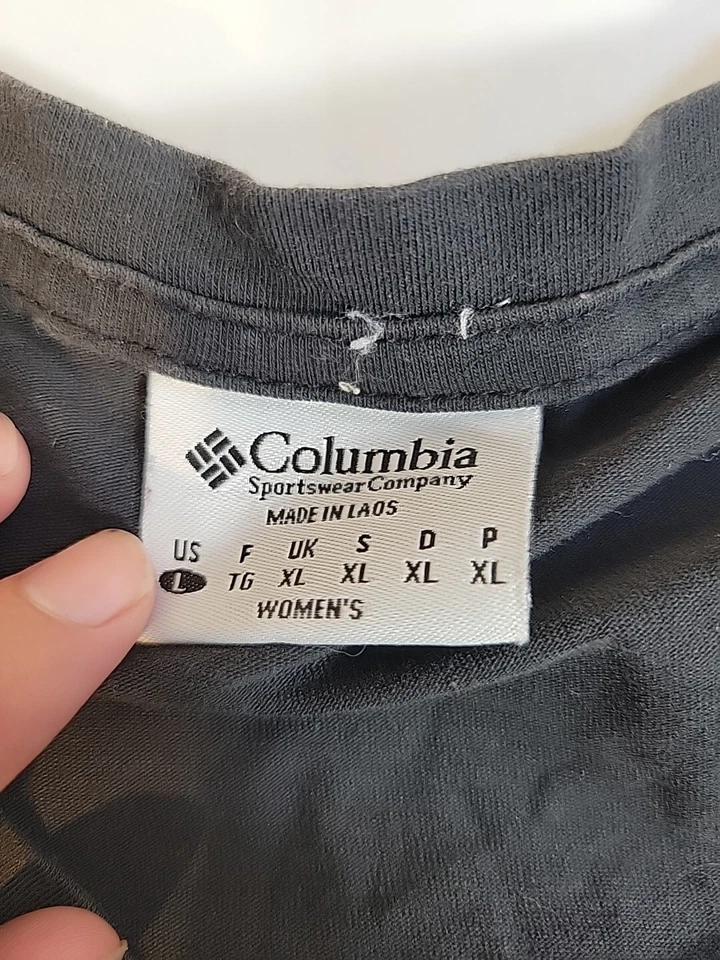 Columbia
Sportswear Company
MADE IN LAOS
US F UK S D P
L TG XL XL XL XL
WOMEN'S